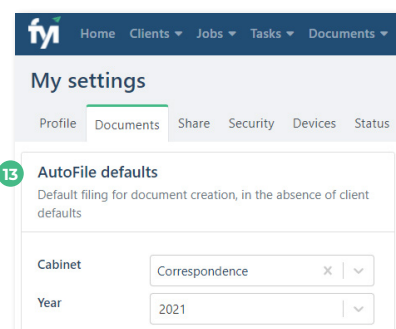 fyi Home Clients Jobs Tasks Documents
My settings
Profile Documents Share Security Devices Status
13 AutoFile defaults
Default filing for document creation, in the absence of client
defaults
Cabinet Correspondence
Year 2021